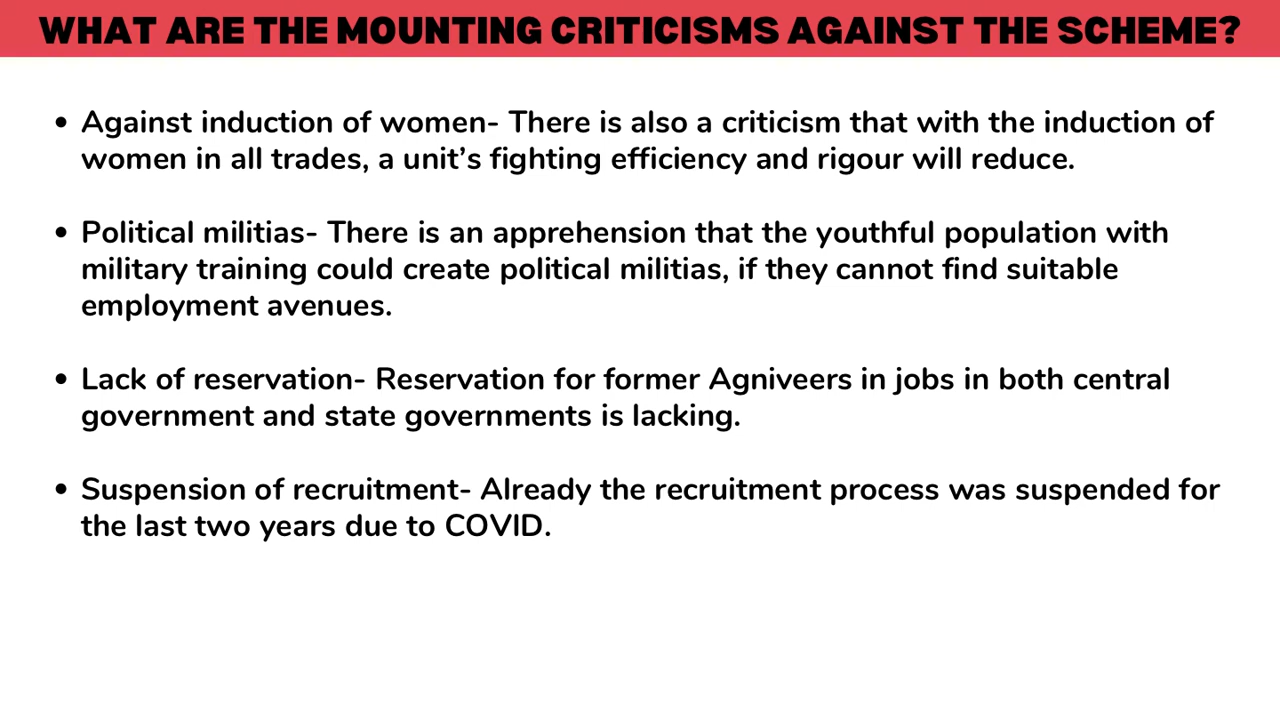 WHAT ARE THE MOUNTING CRITICISMS AGAINST THE SCHEME?
• Against induction of women- There is also a criticism that with the induction of
women in all trades, a unit's fighting efficiency and rigour will reduce.
• Political militias- There is an apprehension that the youthful population with
military training could create political militias, if they cannot find suitable
employment avenues.
• Lack of reservation- Reservation for former Agniveers in jobs in both central
government and state governments is lacking.
• Suspension of recruitment- Already the recruitment process was suspended for
the last two years due to COVID.